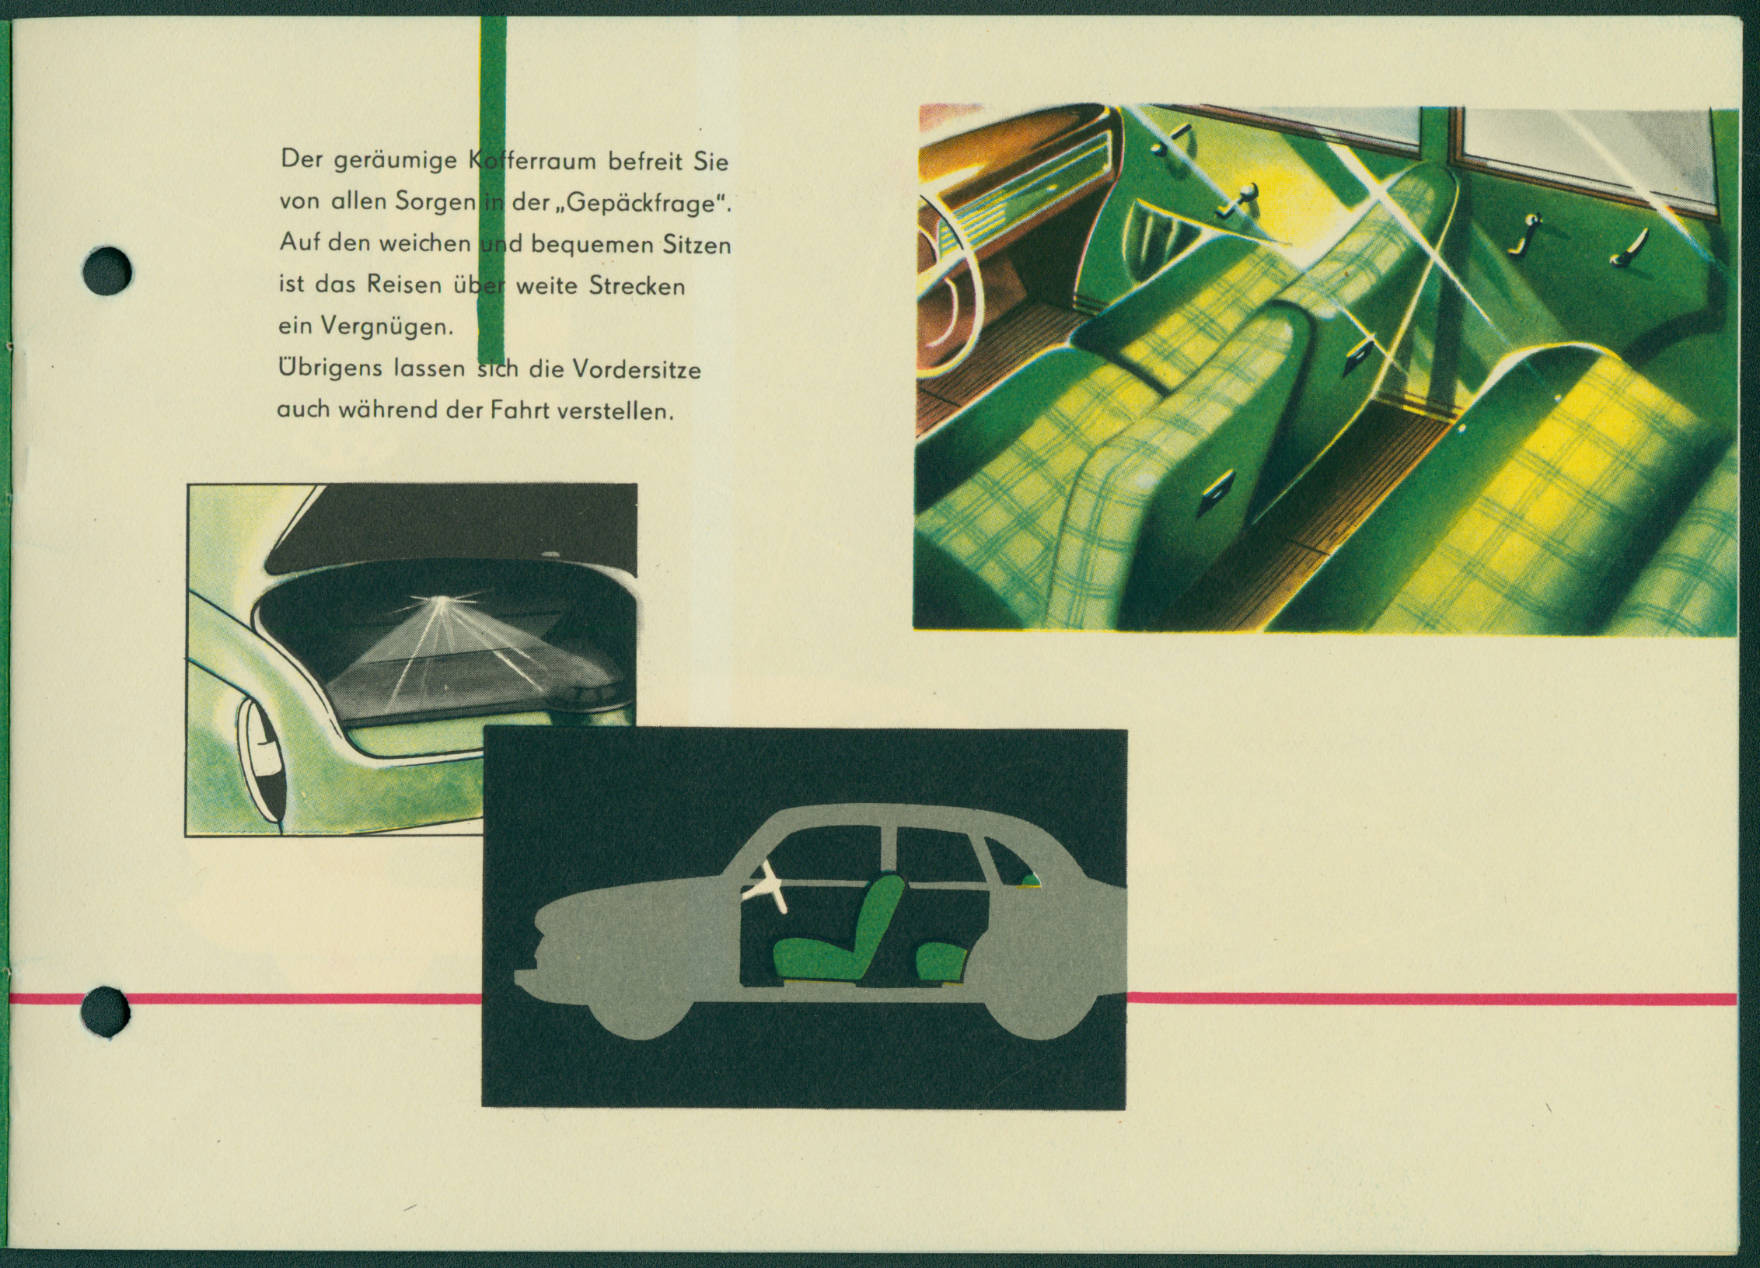 Der geräumige Kofferraum befreit Sie
von allen Sorgen in der „Gepäckfrage“.
Auf den weichen und bequemen Sitzen
ist das Reisen über weite Strecken
ein Vergnügen.
Übrigens lassen sich die Vordersitze
auch während der Fahrt verstellen.